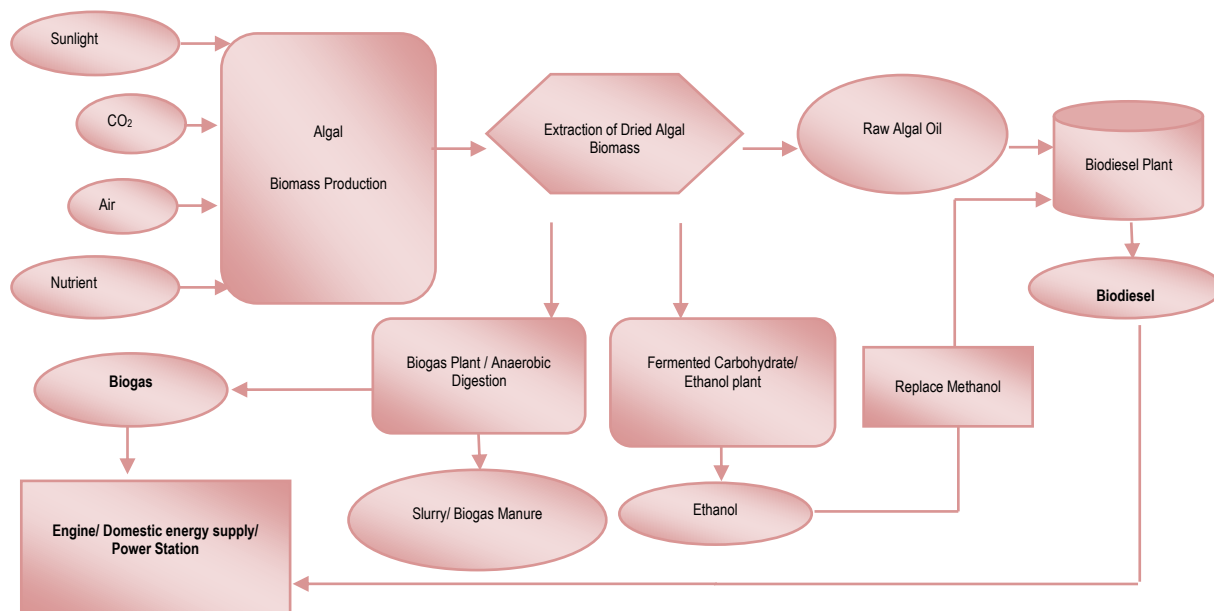 Sunlight
CO₂
Air
Nutrient
Algal
Biomass Production
Extraction of Dried Algal
Biomass
Raw Algal Oil
Biodiesel Plant
Biodiesel
Biogas Plant / Anaerobic
Digestion
Fermented Carbohydrate/
Ethanol plant
Replace Methanol
Biogas
Slurry/ Biogas Manure
Ethanol
Engine/ Domestic energy supply/
Power Station